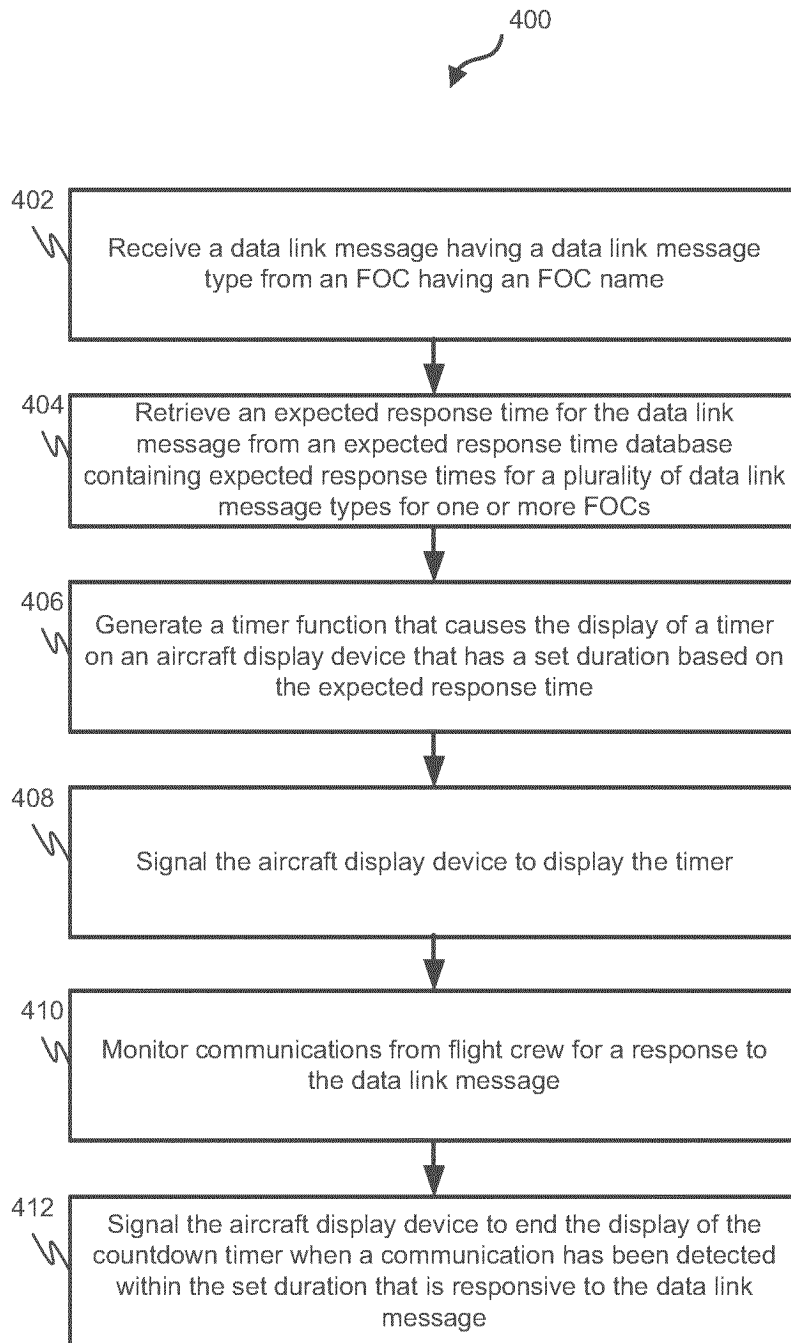 400
402
Receive a data link message having a data link message
type from an FOC having an FOC name
404
Retrieve an expected response time for the data link
message from an expected response time database
containing expected response times for a plurality of data link
message types for one or more FOCs
406
Generate a timer function that causes the display of a timer
on an aircraft display device that has a set duration based on
the expected response time
408
Signal the aircraft display device to display the timer
410
Monitor communications from flight crew for a response to
the data link message
412
Signal the aircraft display device to end the display of the
countdown timer when a communication has been detected
within the set duration that is responsive to the data link
message